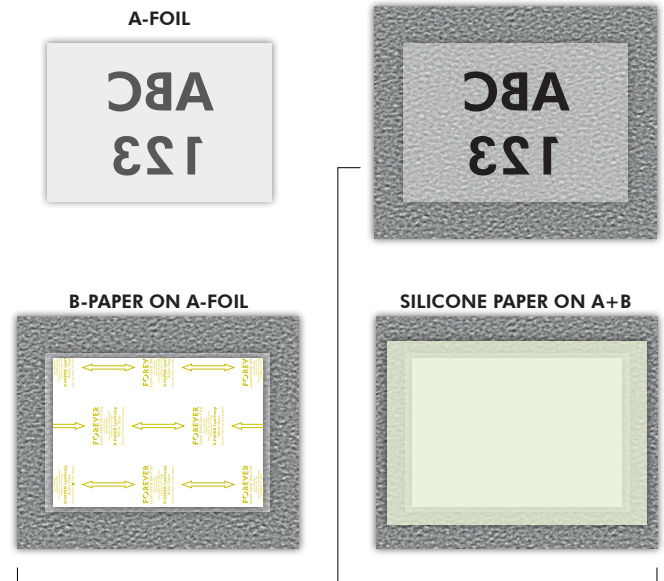 A-FOIL
ABC
123
ABC
123
B-PAPER ON A-FOIL
SILICONE PAPER ON A+B
FOREVER
FOREVER
FOREVER
FOREVER
FOREVER
FOREVER